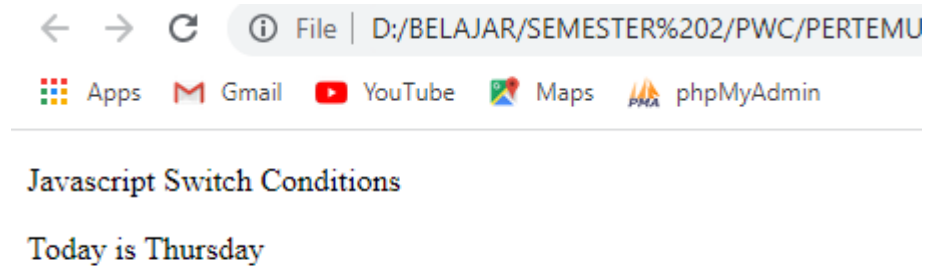 File | D:/BELAJAR/SEMESTER%202/PWC/PERTEMU
Apps Gmail YouTube Maps PMA phpMyAdmin
Javascript Switch Conditions
Today is Thursday